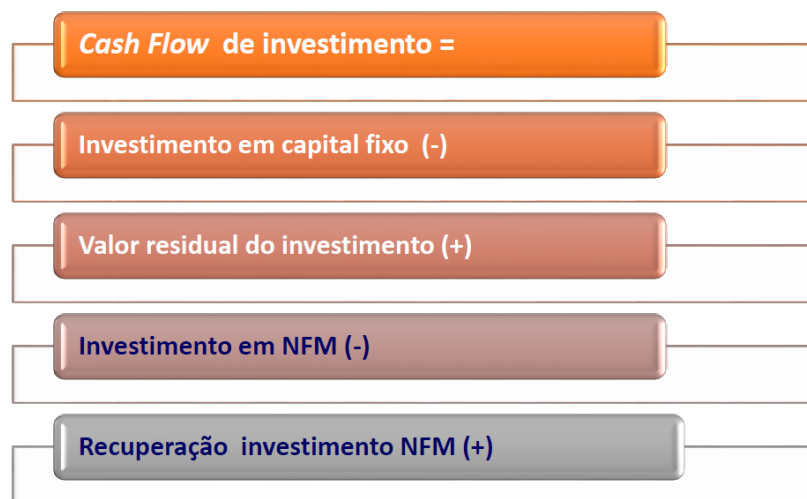 Cash Flow de investimento =
Investimento em capital fixo (-)
Valor residual do investimento (+)
Investimento em NFM (-)
Recuperação investimento NFM (+)